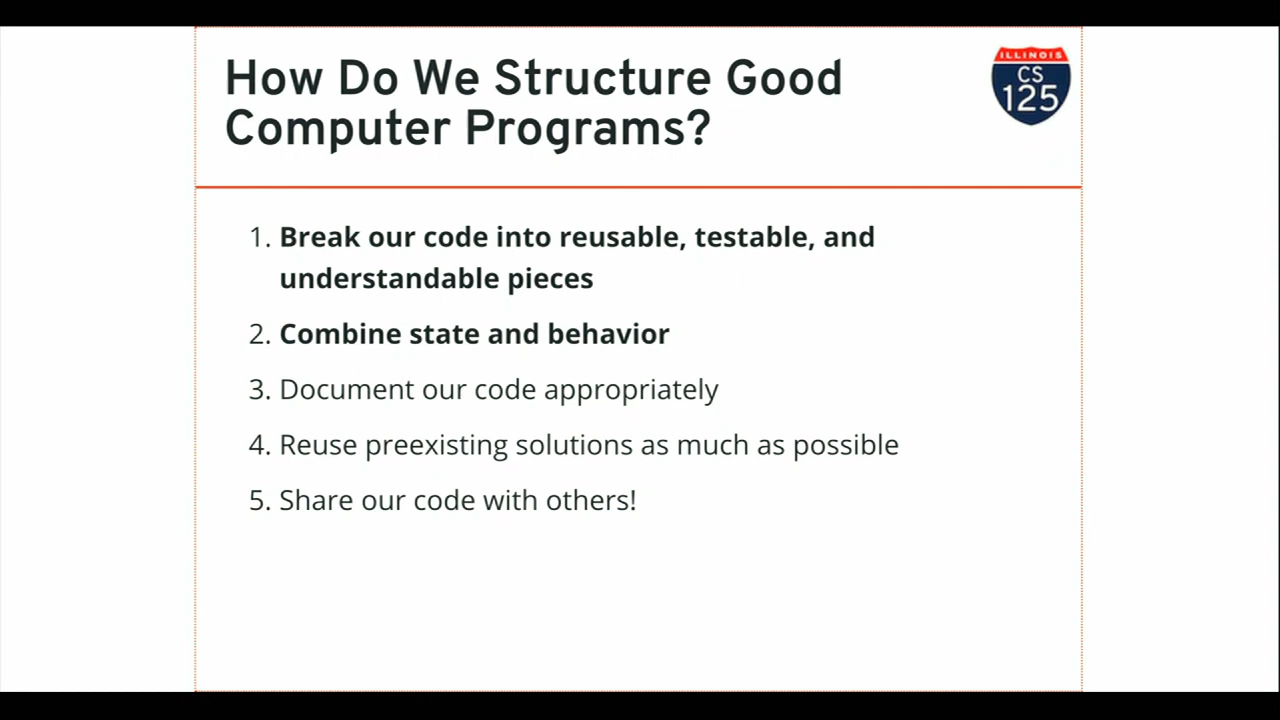 How Do We Structure Good
Computer Programs?
ILLINOIS
CS
125
1. Break our code into reusable, testable, and
understandable pieces
2. Combine state and behavior
3. Document our code appropriately
4. Reuse preexisting solutions as much as possible
5. Share our code with others!